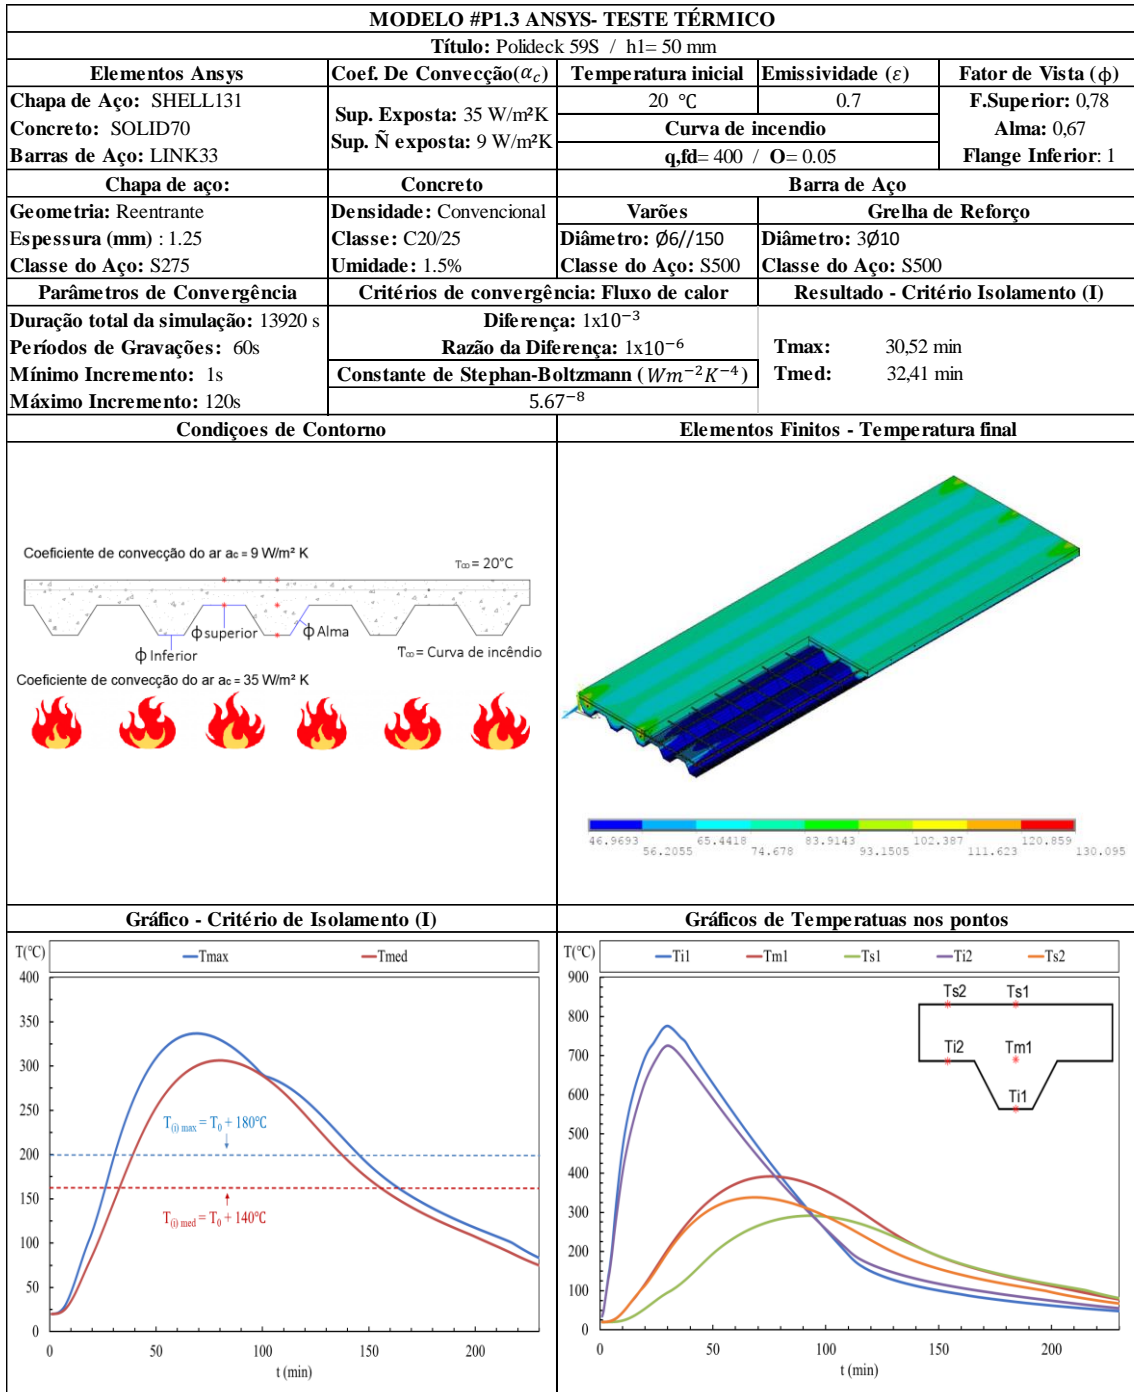 MODELO #P1.3 ANSYS- TESTE TÉRMICO
Título: Polideck 59S / h1= 50 mm
Elementos Ansys
Coef. De Convecção(α_c)
Temperatura inicial
Emissividade (ε)
Fator de Vista (ϕ)
Chapa de Aço: SHELL131
Concreto: SOLID70
Barras de Aço: LINK33
Sup. Exposta: 35 W/m²K
Sup. Ñ exposta: 9 W/m²K
20 °C
0.7
Curva de incendio
q,fd= 400 / O= 0.05
F.Superior: 0,78
Alma: 0,67
Flange Inferior: 1
Chapa de aço:
Concreto
Barra de Aço
Geometria: Reentrante
Espessura (mm) : 1.25
Classe do Aço: S275
Densidade: Convencional
Classe: C20/25
Umidade: 1.5%
Varões
Diâmetro: Ø6//150
Classe do Aço: S500
Grelha de Reforço
Diâmetro: 3Ø10
Classe do Aço: S500
Parâmetros de Convergência
Critérios de convergência: Fluxo de calor
Resultado - Critério Isolamento (I)
Duração total da simulação: 13920 s
Períodos de Gravações: 60s
Mínimo Incremento: 1s
Máximo Incremento: 120s
Diferença: 1x10⁻³
Razão da Diferença: 1x10⁻⁶
Constante de Stephan-Boltzmann (Wm⁻²K⁻⁴)
5.67⁻⁸
Tmax: 30,52 min
Tmed: 32,41 min
Condiçoes de Contorno
Elementos Finitos - Temperatura final
Coeficiente de convecção do ar ac = 9 W/m² K
T∞ = 20°C
ϕ superior
ϕ Alma
ϕ Inferior
T∞ = Curva de incêndio
Coeficiente de convecção do ar ac = 35 W/m² K
46.9693
56.2055
65.4418
74.678
83.9143
93.1505
102.387
111.623
120.859
130.095
Gráfico - Critério de Isolamento (I)
Gráficos de Temperatuas nos pontos
T(°C)
Tmax
Tmed
400
350
300
250
200
150
100
50
0
T(i) max = T0 + 180°C
T(i) med = T0 + 140°C
0
50
100
150
200
t (min)
T(°C)
Ti1
Tm1
Ts1
Ti2
Ts2
900
800
700
600
500
400
300
200
100
0
Ts2
Ts1
Ti2
Tm1
Ti1
0
50
100
150
200
t (min)